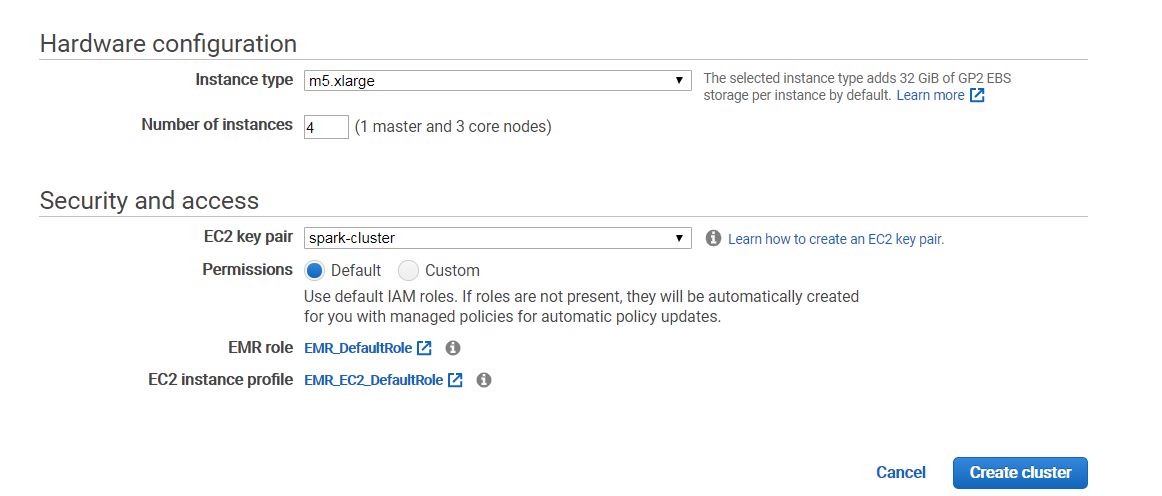 Hardware configuration
Instance type m5.xlarge The selected instance type adds 32 GiB of GP2 EBS
storage per instance by default. Learn more
Number of instances 4 (1 master and 3 core nodes)
Security and access
EC2 key pair spark-cluster Learn how to create an EC2 key pair.
Permissions Default Custom
Use default IAM roles. If roles are not present, they will be automatically created
for you with managed policies for automatic policy updates.
EMR role EMR_DefaultRole
EC2 instance profile EMR_EC2_DefaultRole
Cancel Create cluster